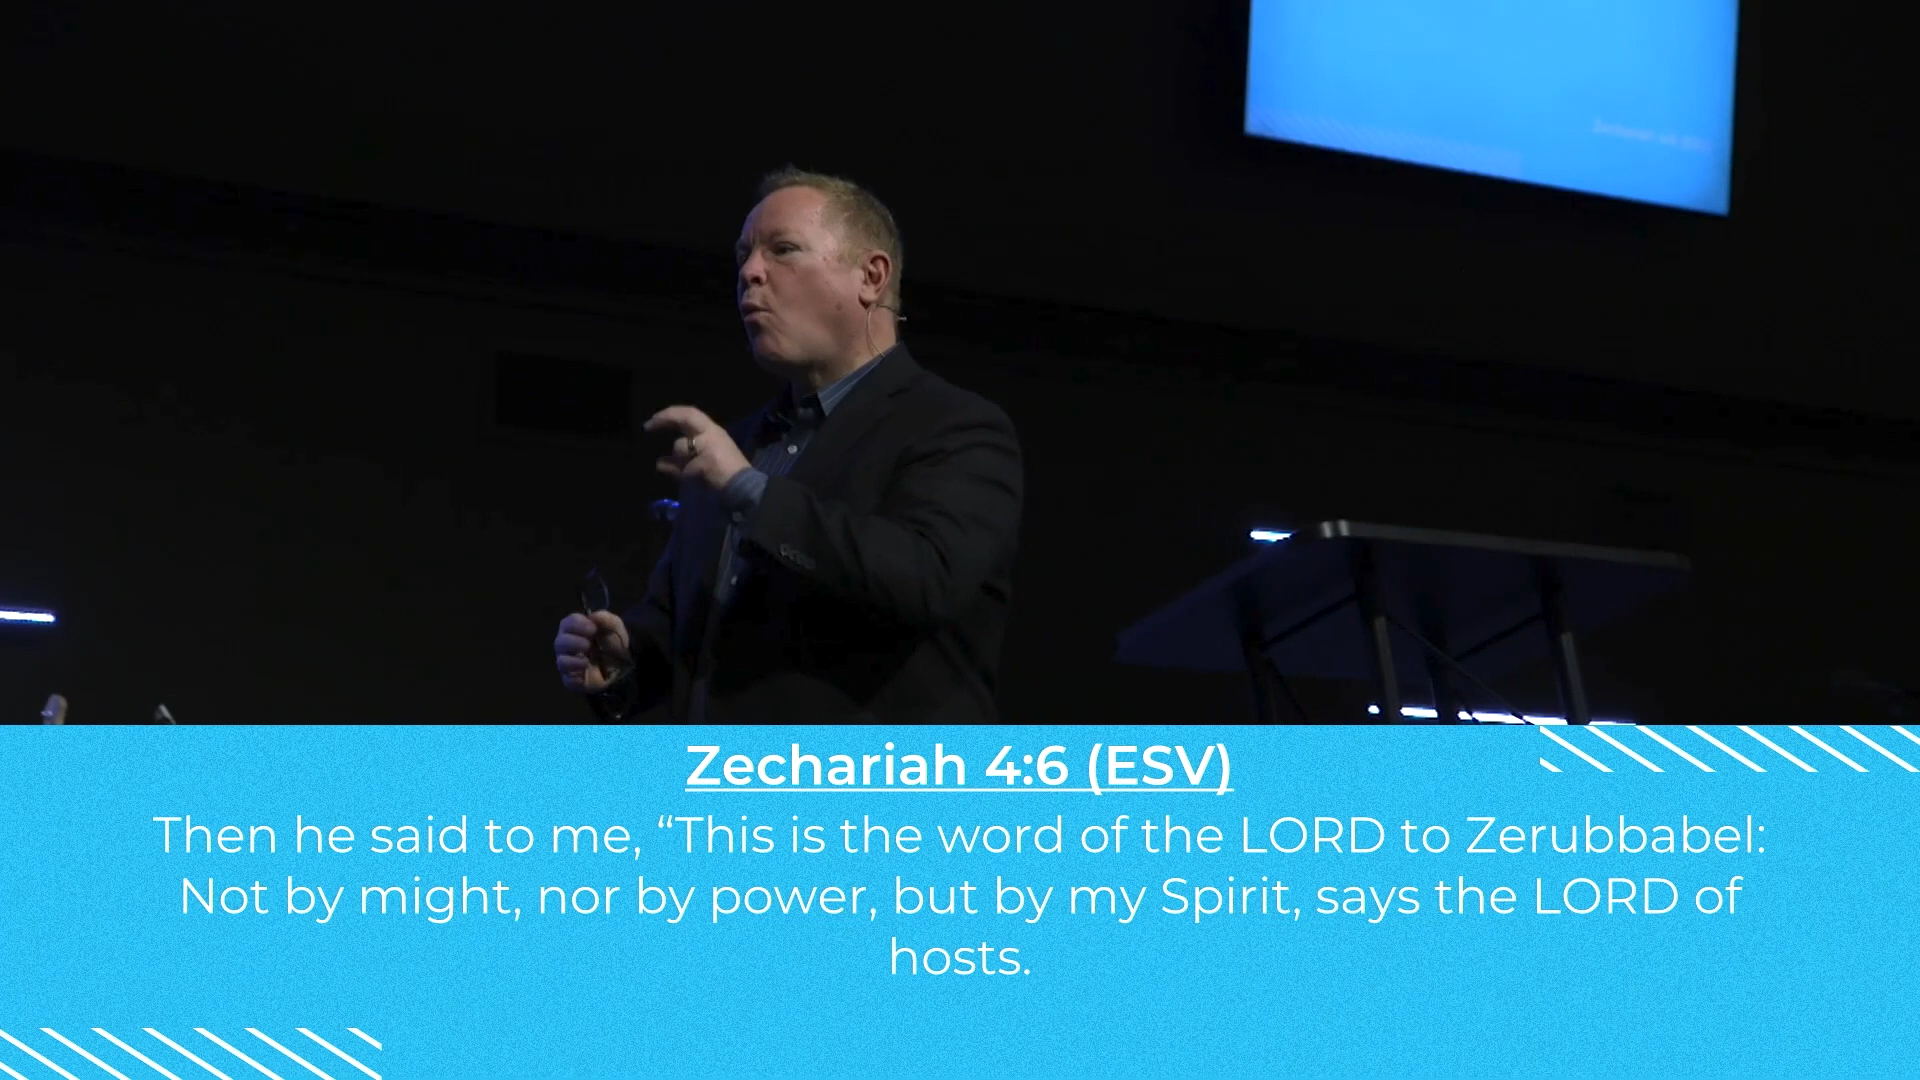 Zechariah 4:6 (ESV)
Then he said to me, “This is the word of the LORD to Zerubbabel:
Not by might, nor by power, but by my Spirit, says the LORD of
hosts.